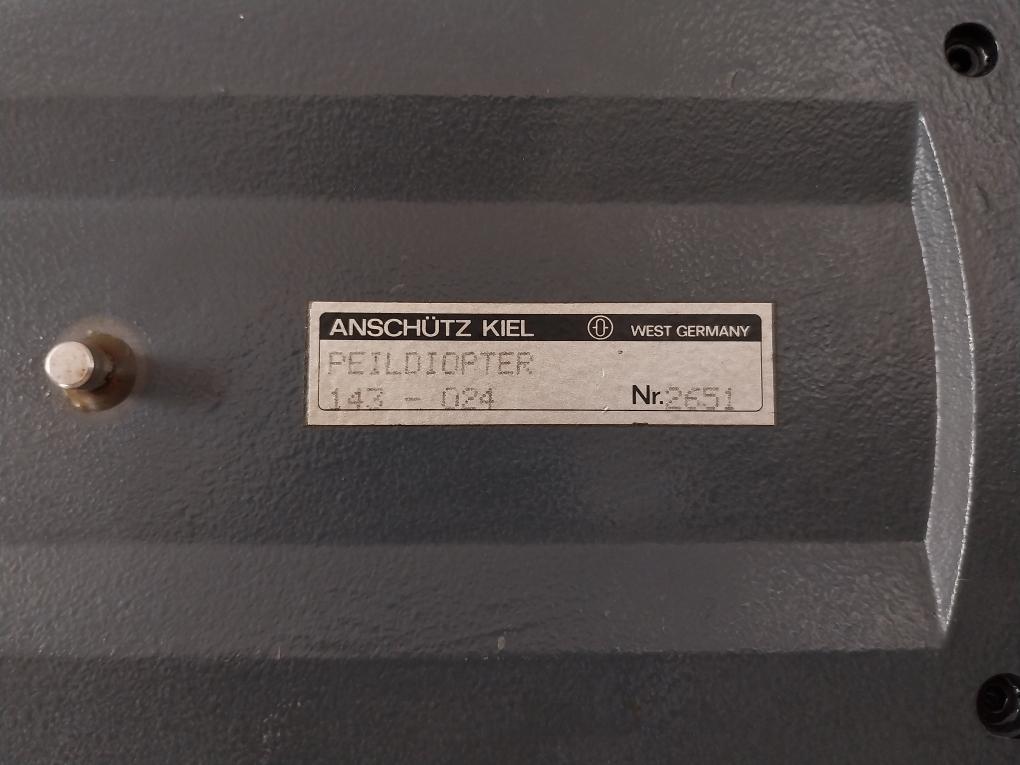 ANSCHÜTZ KIEL WEST GERMANY
PEILDIOPTER
143 - 024 Nr. 2651